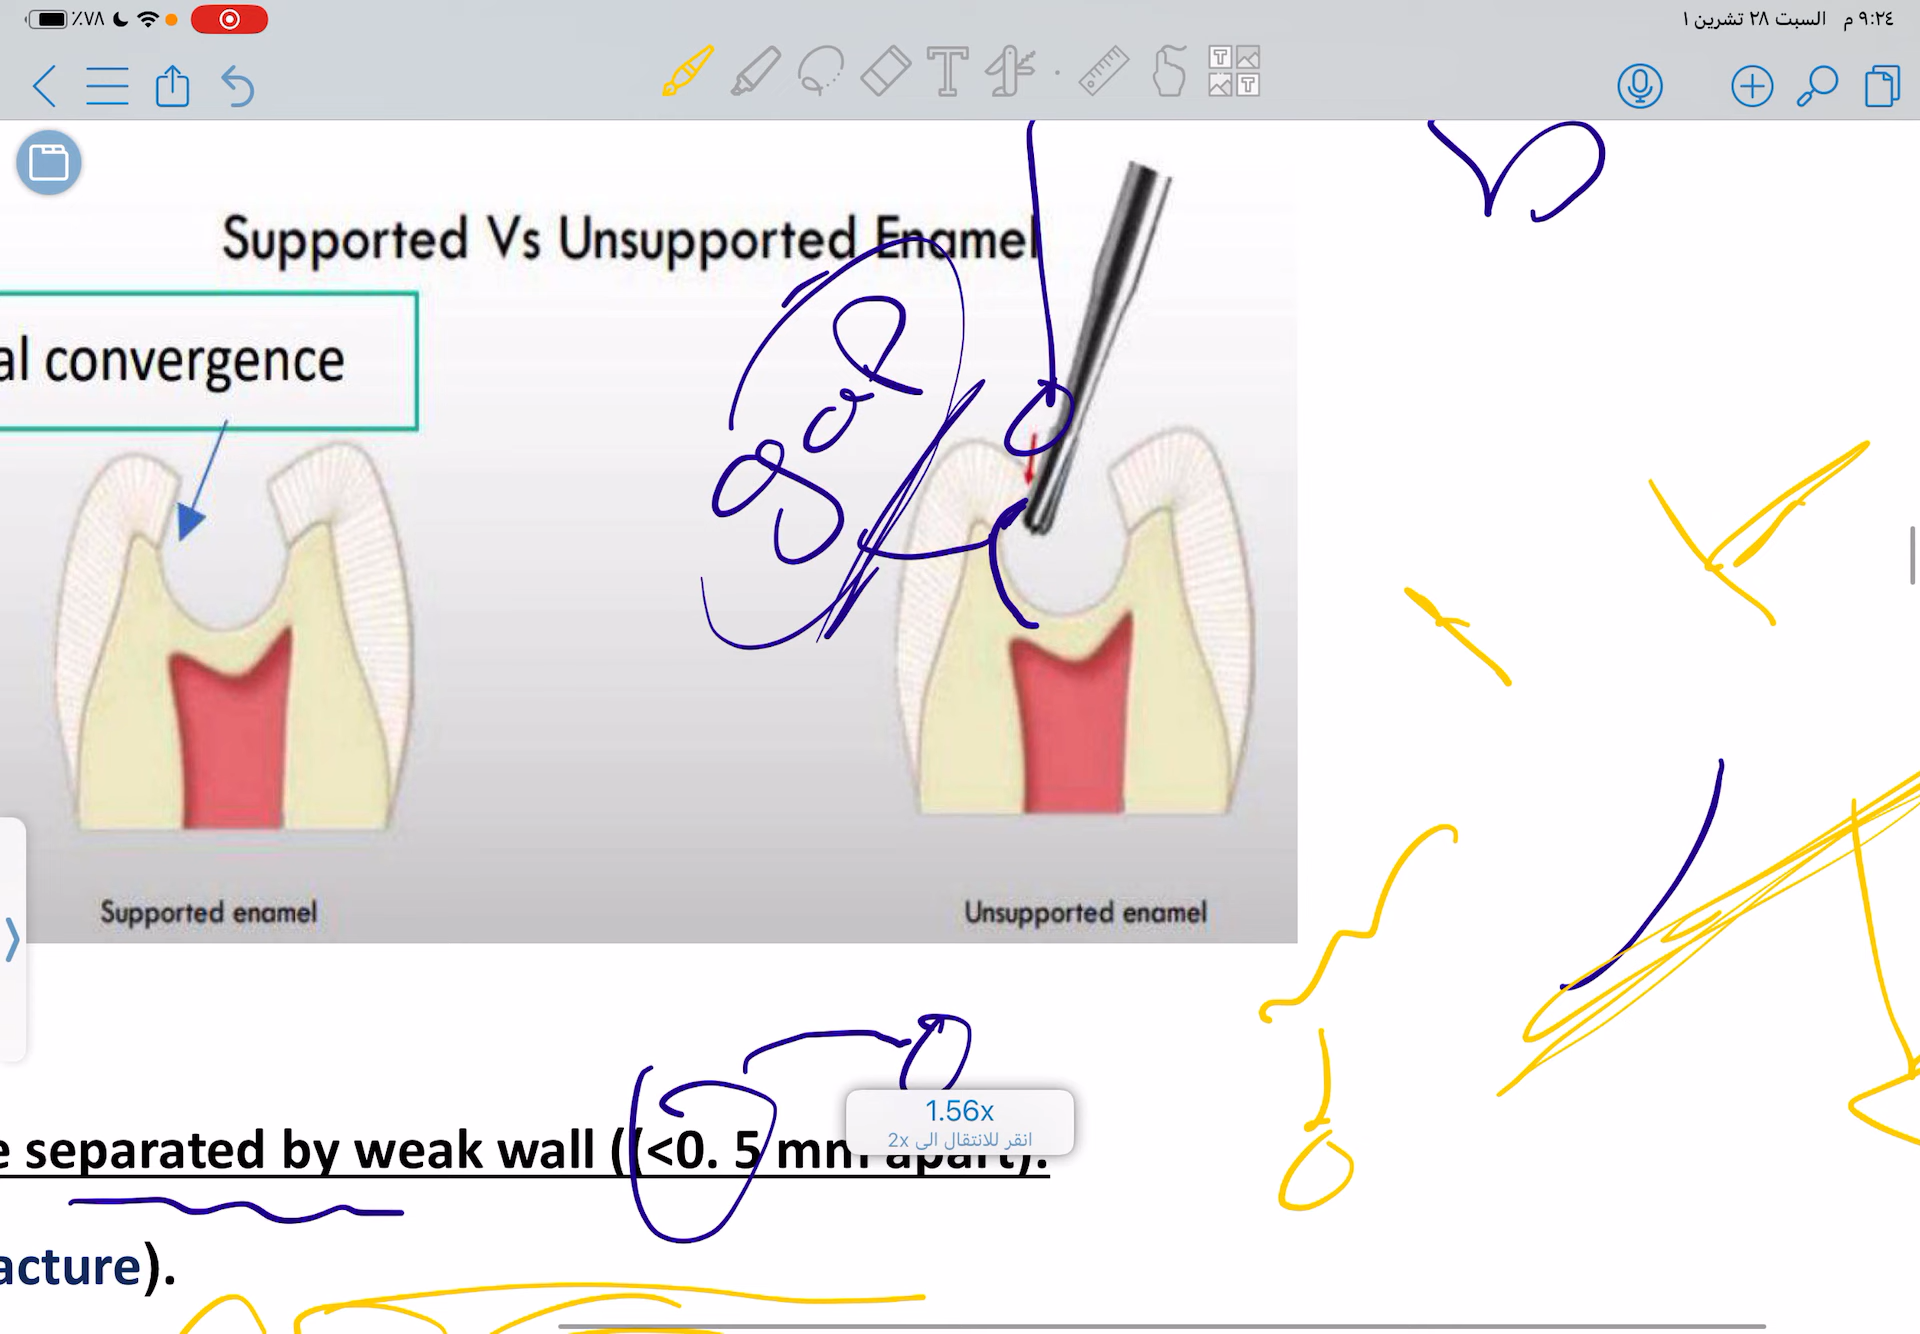 ٪٧٨
٩:٢٤ م السبت ٢٨ تشرين ١
Supported Vs Unsupported Enamel
al convergence
gap
Supported enamel
Unsupported enamel
1.56x
انقر للانتقال الى 2x
e separated by weak wall ((<0. 5 mm apart).
acture).